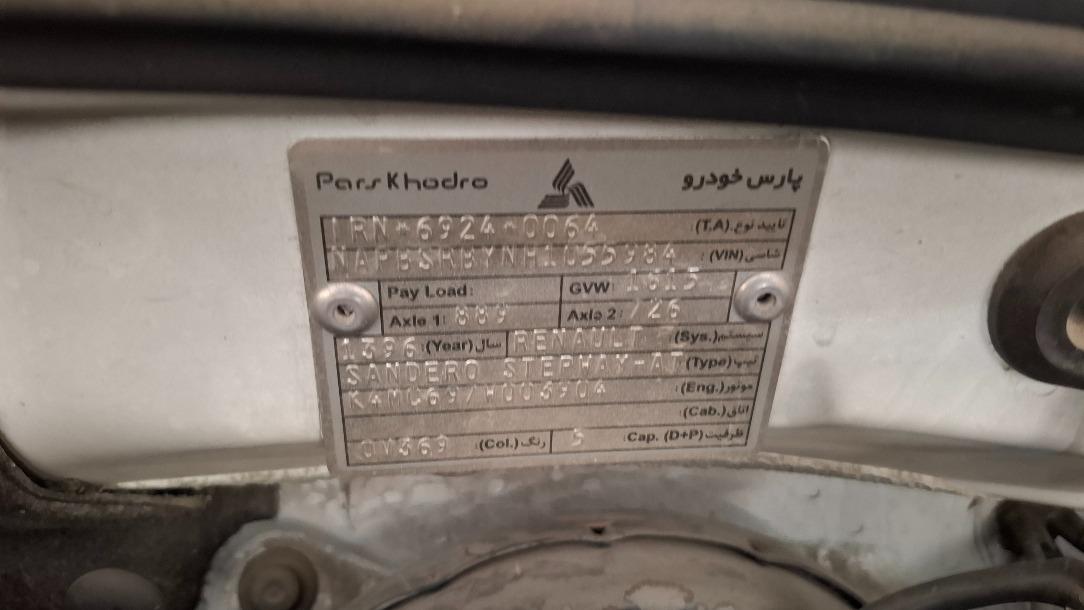 Pars Khodro پارس خودرو
IRN*6924*0064 تایید نوع.(T.A):
شاسی(VIN):
Pay Load: GVW: 1615
Axle 1: 889 Axle 2: 726
1396 سال(Year): RENAULT سیستم(Sys.):
SANDERO STEPWAY-AT تیپ(Type):
موتور(Eng.):
اتاق(Cab.):
OV369 رنگ(Col.): 5 ظرفیت(D+P) Cap.: